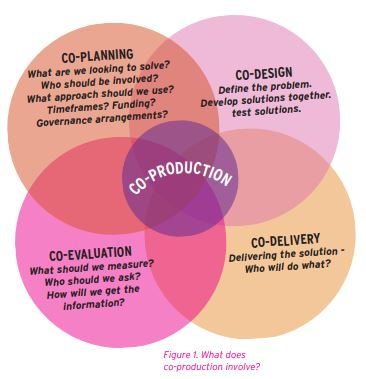 CO-PLANNING
What are we looking to solve?
Who should be involved?
What approach should we use?
Timeframes? Funding?
Governance arrangements?
CO-DESIGN
Define the problem.
Develop solutions together.
test solutions.
CO-PRODUCTION
CO-EVALUATION
What should we measure?
Who should we ask?
How will we get the
information?
CO-DELIVERY
Delivering the solution -
Who will do what?
Figure 1. What does
co-production involve?